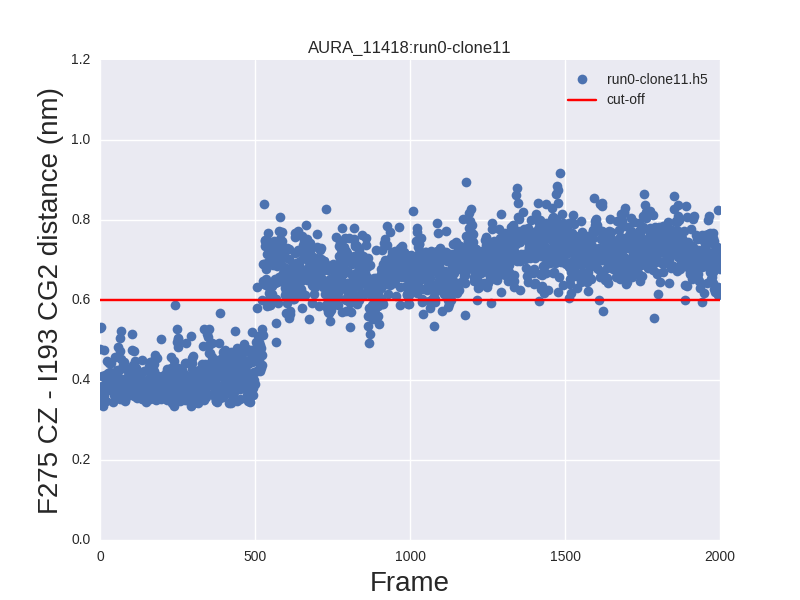 AURA_11418:run0-clone11
run0-clone11.h5
cut-off
F275 CZ - I193 CG2 distance (nm)
1.2
1.0
0.8
0.6
0.4
0.2
0.0
0 500 1000 1500 2000
Frame